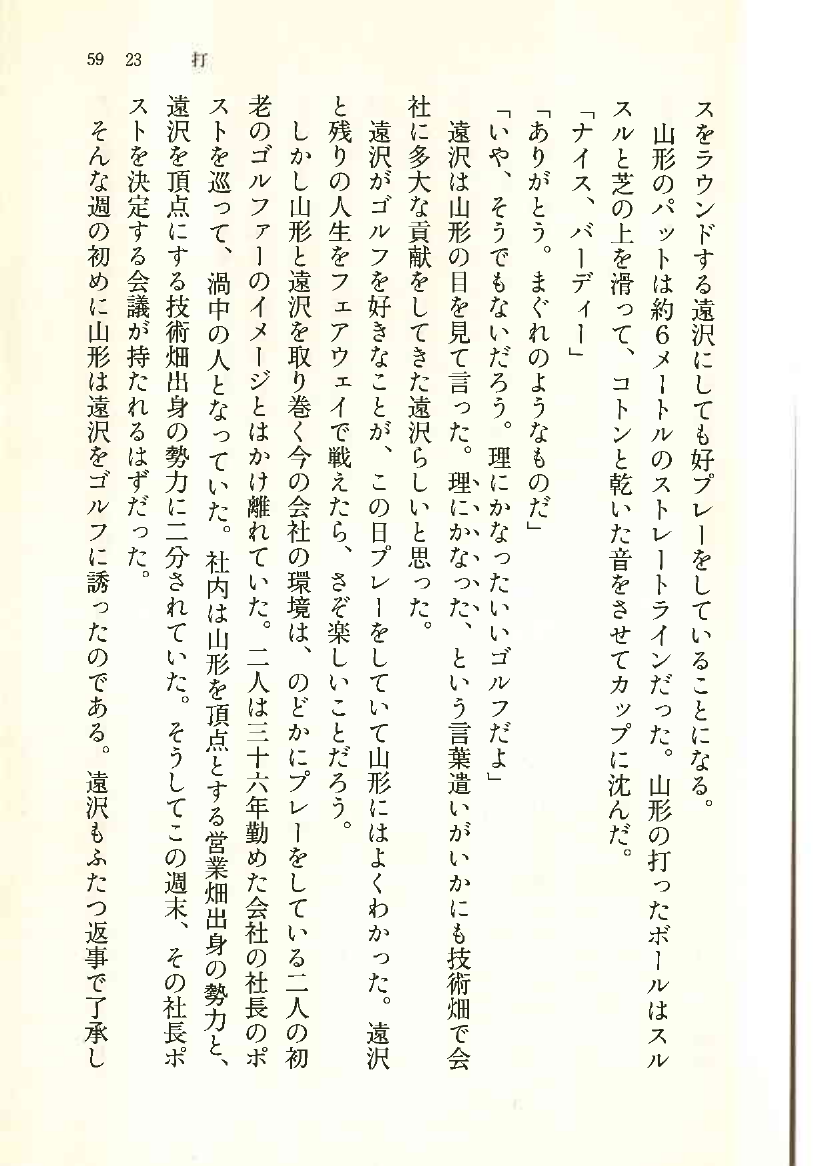 59 23 打
スをラウンドする遠沢にしても好プレーをしていることになる。
山形のパットは約6メートルのストレートラインだった。山形の打ったボールはスル
スルと芝の上を滑って、コトンと乾いた音をさせてカップに沈んだ。
「ナイス、バーディー」
「ありがとう。まぐれのようなものだ」
「いや、そうでもないだろう。理にかなったいいゴルフだよ」
遠沢は山形の目を見て言った。理にかなった、という言葉遣いがいかにも技術畑で会
社に多大な貢献をしてきた遠沢らしいと思った。
遠沢がゴルフを好きなことが、この日プレーをしていて山形にはよくわかった。遠沢
と残りの人生をフェアウェイで戦えたら、さぞ楽しいことだろう。
しかし山形と遠沢を取り巻く今の会社の環境は、のどかにプレーをしている二人の初
老のゴルファーのイメージとはかけ離れていた。二人は三十六年勤めた会社の社長のポ
ストを巡って、渦中の人となっていた。社内は山形を頂点とする営業畑出身の勢力と、
遠沢を頂点にする技術畑出身の勢力に二分されていた。そうしてこの週末、その社長ポ
ストを決定する会議が持たれるはずだった。
そんな週の初めに山形は遠沢をゴルフに誘ったのである。遠沢もふたつ返事で了承し